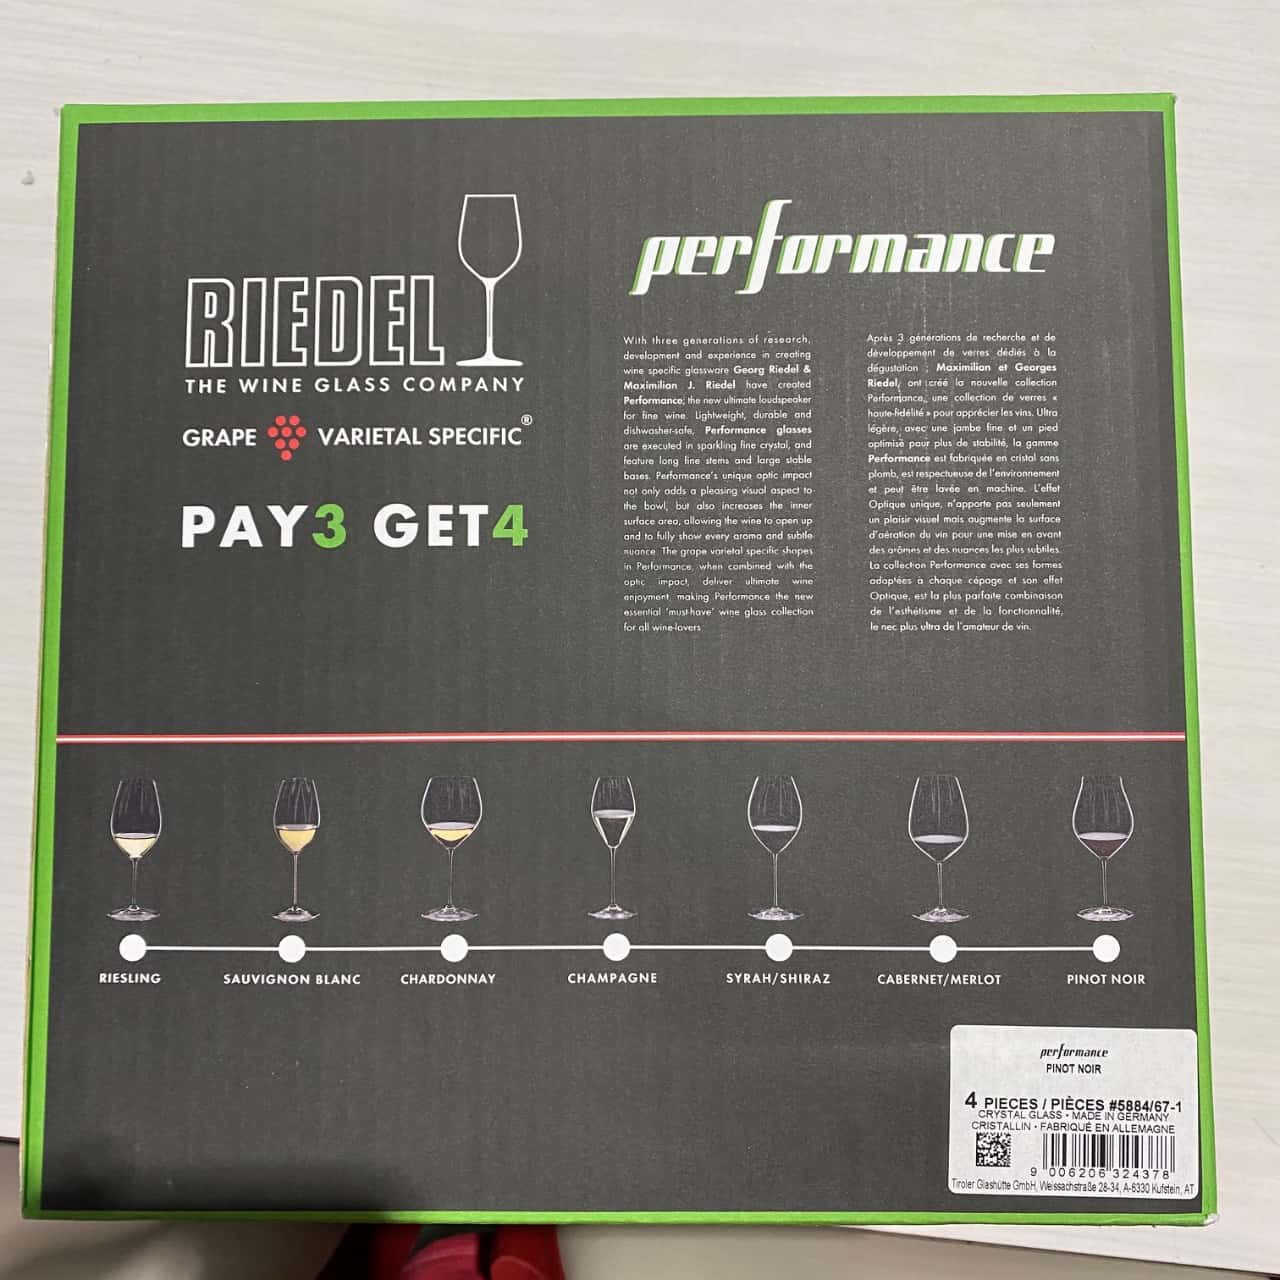 RIEDEL
THE WINE GLASS COMPANY
GRAPE VARIETAL SPECIFIC®
PAY3 GET4
performance
With three generations of research,
development and experience in creating
wine specific glassware Georg Riedel &
Maximilian J. Riedel have created
Performance; the new ultimate loudspeaker
for fine wine. Lightweight, durable and
dishwasher-safe, Performance glasses
are executed in sparkling fine crystal, and
feature long fine stems and large stable
bases. Performance's unique optic impact
not only adds a pleasing visual aspect to
the bowl, but also increases the inner
surface area, allowing the wine to open up
and to fully show every aroma and subtle
nuance. The grape varietal specific shapes
in Performance, when combined with the
optic impact, deliver ultimate wine
enjoyment, making Performance the new
essential 'must-have' wine glass collection
for all wine-lovers
Après 3 générations de recherche et de
développement de verres dédiés à la
dégustation ; Maximilian et Georges
Riedel, ont créé la nouvelle collection
Performance, une collection de verres «
haute-fidélité » pour apprécier les vins. Ultra
légère, avec une jambe fine et un pied
optimisé pour plus de stabilité, la gamme
Performance est fabriquée en cristal sans
plomb, est respectueuse de l'environnement
et peut être lavée en machine. L'effet
Optique unique, n'apporte pas seulement
un plaisir visuel mais augmente la surface
d'aération du vin pour une mise en avant
des arômes et des nuances les plus subtiles.
La collection Performance avec ses formes
adaptées à chaque cépage et son effet
Optique, est la plus parfaite combinaison
de l'esthétisme et de la fonctionnalité,
le nec plus ultra de l'amateur de vin.
RIESLING
SAUVIGNON BLANC
CHARDONNAY
CHAMPAGNE
SYRAH/SHIRAZ
CABERNET/MERLOT
PINOT NOIR
performance
PINOT NOIR
4 PIECES / PIÈCES #5884/67-1
CRYSTAL GLASS • MADE IN GERMANY
CRISTALLIN • FABRIQUÉ EN ALLEMAGNE
9 006206 324378
Tiroler Glashütte GmbH, Weissachstraße 28-34, A-6330 Kufstein, AT